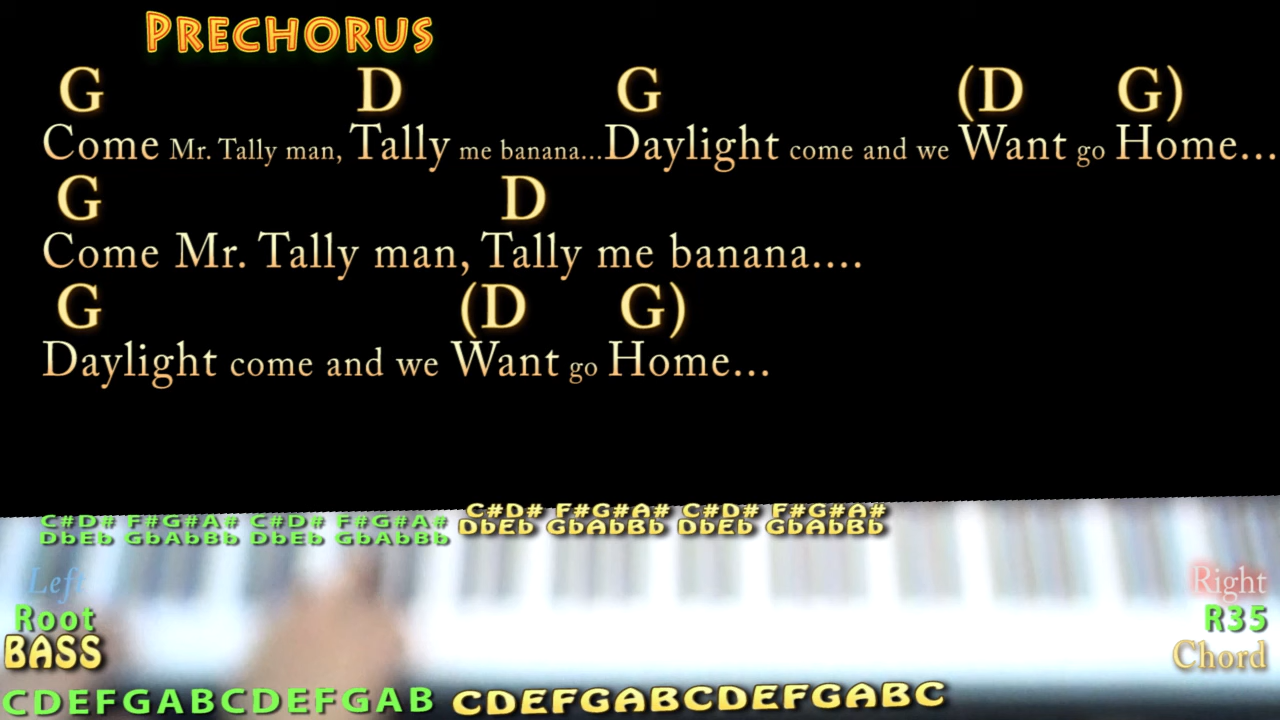 PRECHORUS
G D G (D G)
Come Mr. Tally man, Tally me banana...Daylight come and we Want go Home...
G D
Come Mr. Tally man, Tally me banana....
G (D G)
Daylight come and we Want go Home...
C#D# F#G#A# C#D# F#G#A# C#D# F#G#A# C#D# F#G#A#
DbEb GbAbBb DbEb GbAbBb DbEb GbAbBb DbEb GbAbBb
Left Right
Root R35
BASS Chord
CDEFGABCDEFGAB CDEFGABCDEFGABC